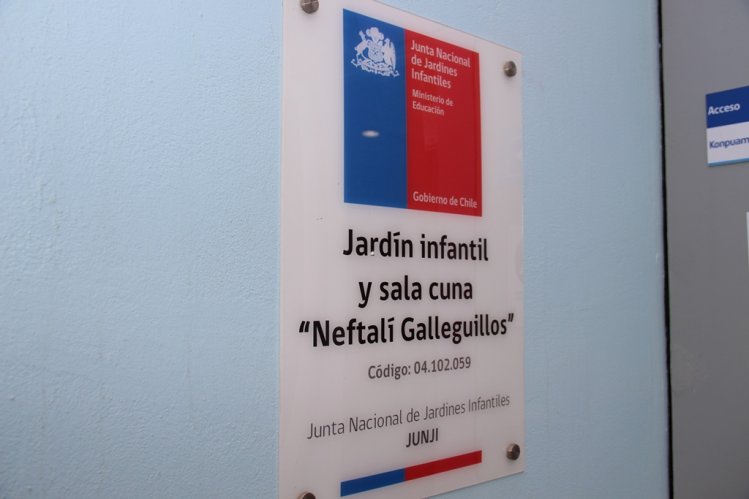 Junta Nacional
de Jardines
Infantiles
Ministerio de
Educación
Gobierno de Chile
Jardín infantil
y sala cuna
“Neftalí Galleguillos”
Código: 04.102.059
Junta Nacional de Jardines Infantiles
JUNJI
Acceso
Konpuam